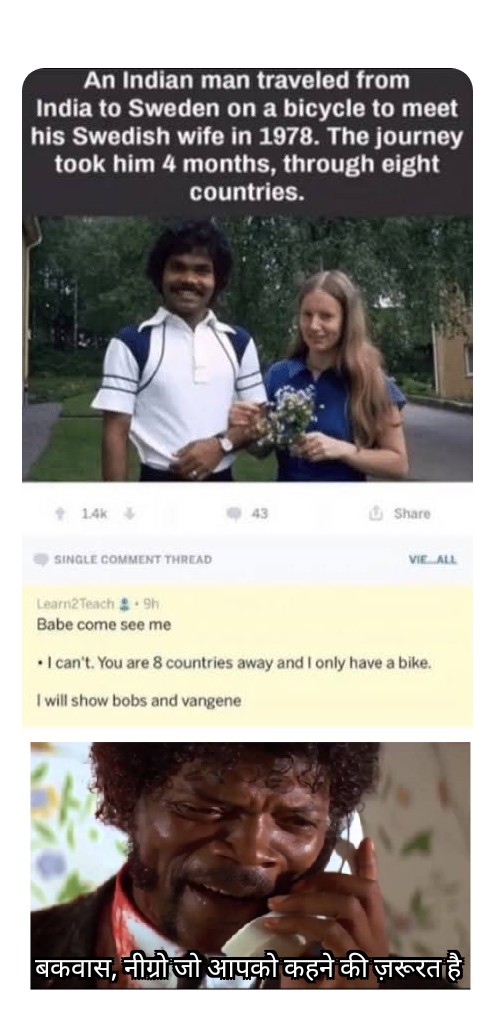 An Indian man traveled from
India to Sweden on a bicycle to meet
his Swedish wife in 1978. The journey
took him 4 months, through eight
countries.
1.4k
43
Share
SINGLE COMMENT THREAD
VIE...ALL
Learn2Teach • 9h
Babe come see me
• I can't. You are 8 countries away and I only have a bike.
I will show bobs and vangene
बकवास, नीग्रो जो आपको कहने की ज़रूरत है